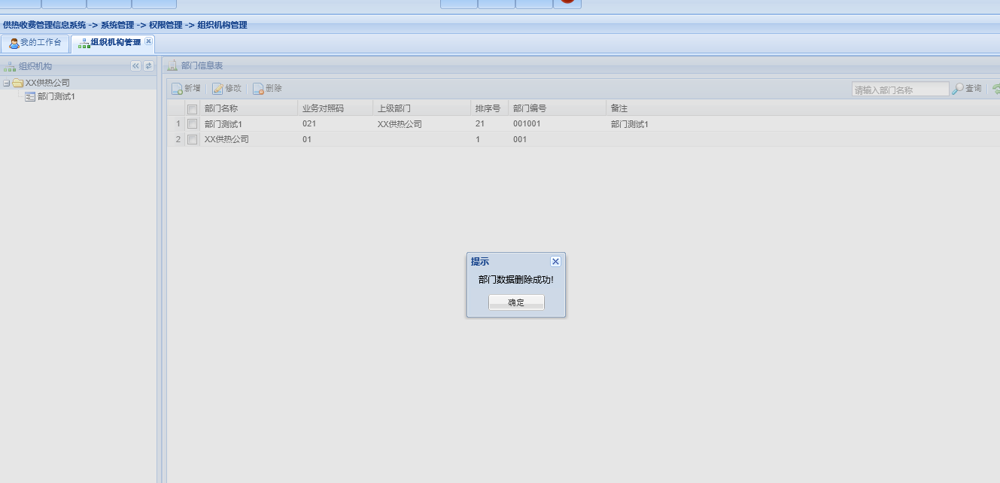 供热收费管理信息系统 -> 系统管理 -> 权限管理 -> 组织机构管理
我的工作台 组织机构管理
组织机构
XX供热公司
部门测试1
部门信息表
新增 修改 删除 请输入部门名称 查询
部门名称 业务对照码 上级部门 排序号 部门编号 备注
1 部门测试1 021 XX供热公司 21 001001 部门测试1
2 XX供热公司 01 1 001
提示
部门数据删除成功!
确定